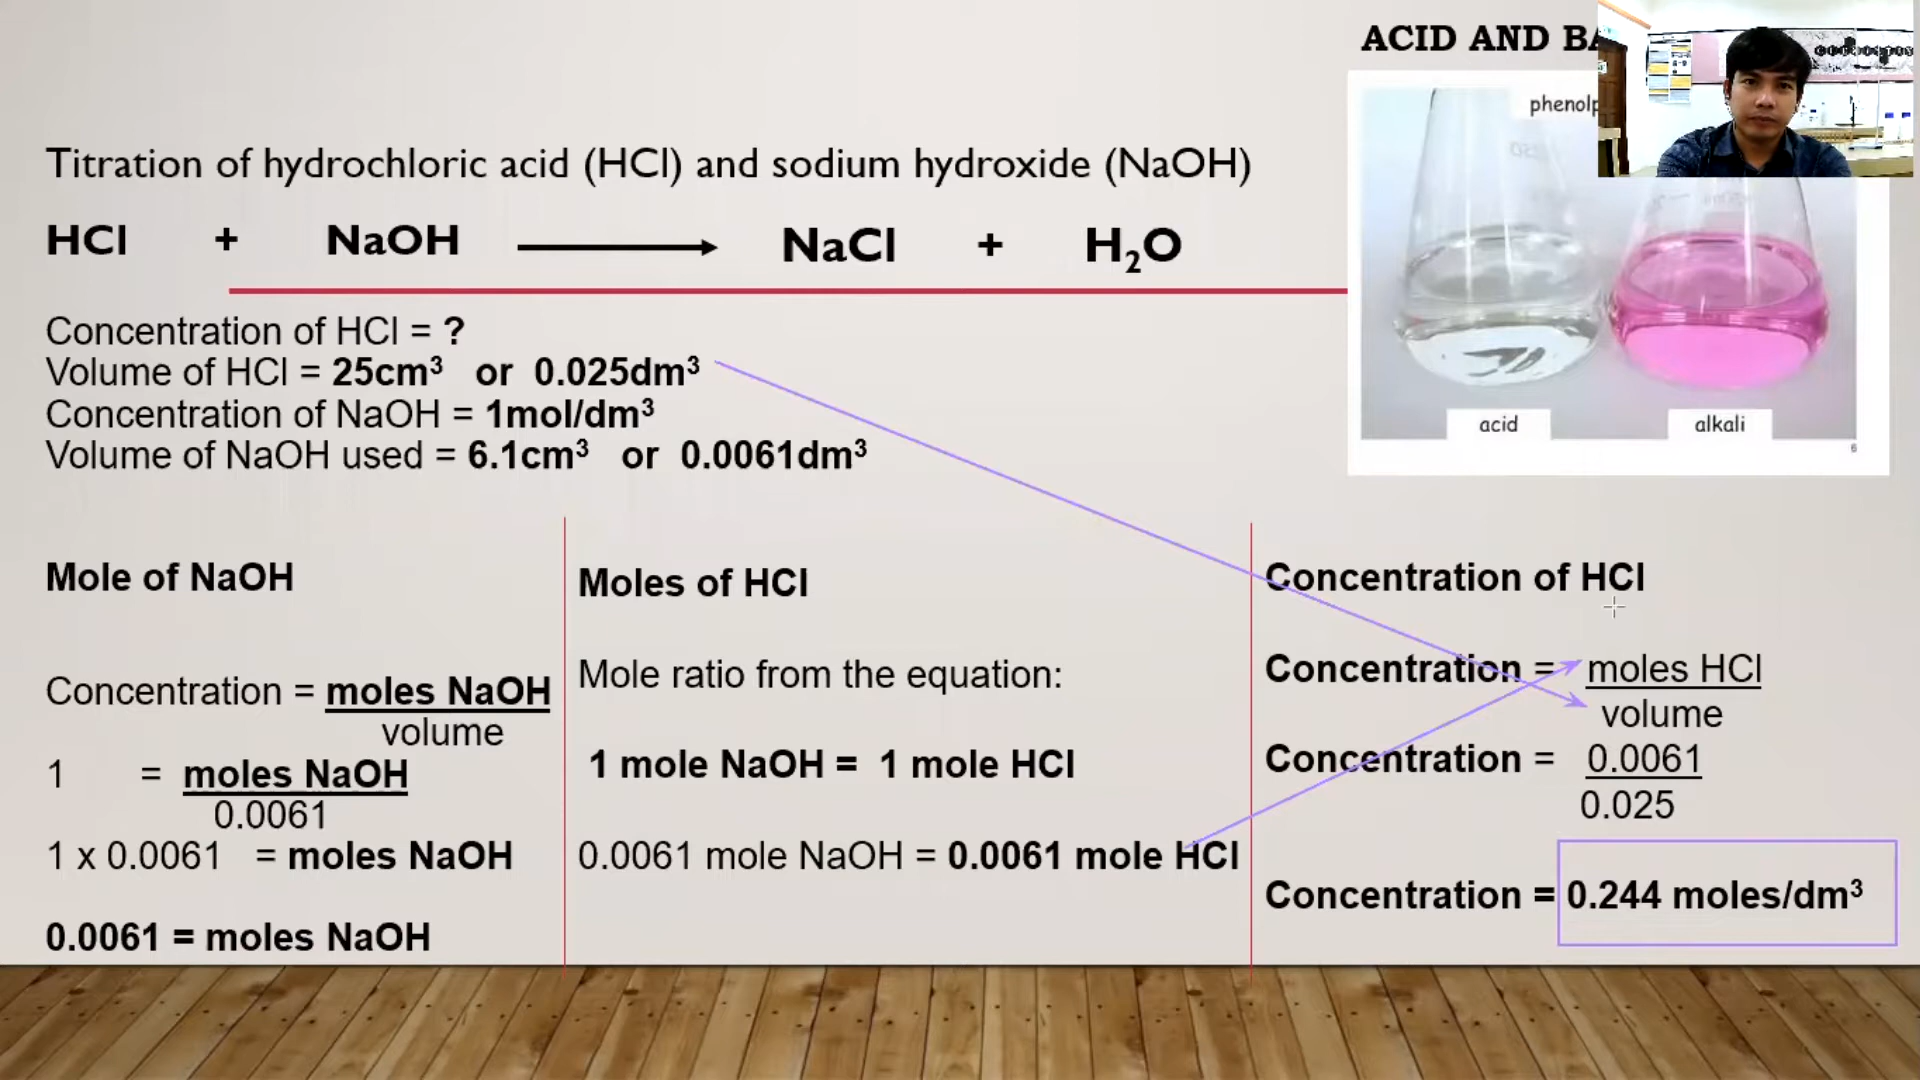 ACID AND
phenolp
Titration of hydrochloric acid (HCl) and sodium hydroxide (NaOH)
HCl + NaOH NaCl + H₂O
Concentration of HCl = ?
Volume of HCl = 25cm³ or 0.025dm³
Concentration of NaOH = 1mol/dm³
Volume of NaOH used = 6.1cm³ or 0.0061dm³
acid
alkali
6
Mole of NaOH
Concentration = moles NaOH
volume
1 = moles NaOH
0.0061
1 x 0.0061 = moles NaOH
0.0061 = moles NaOH
Moles of HCl
Mole ratio from the equation:
1 mole NaOH = 1 mole HCl
0.0061 mole NaOH = 0.0061 mole HCl
Concentration of HCl
Concentration = moles HCl
volume
Concentration = 0.0061
0.025
Concentration = 0.244 moles/dm³